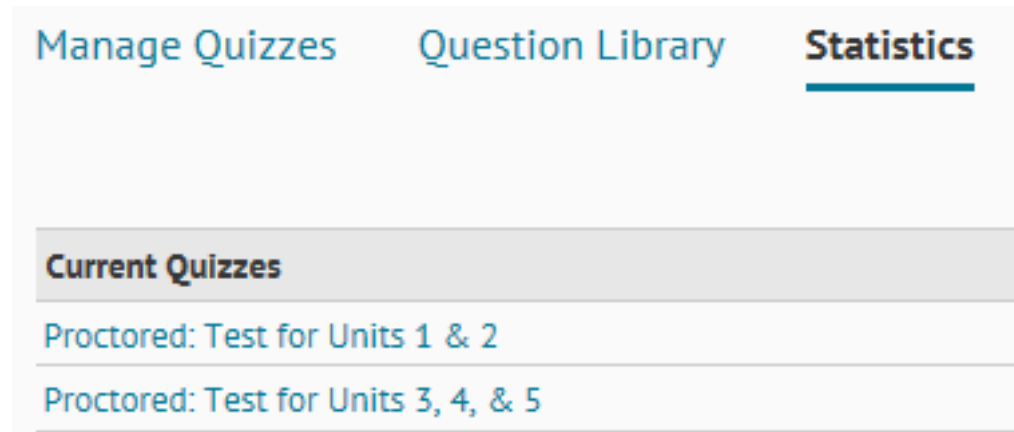 Manage Quizzes Question Library Statistics
Current Quizzes
Proctored: Test for Units 1 & 2
Proctored: Test for Units 3, 4, & 5